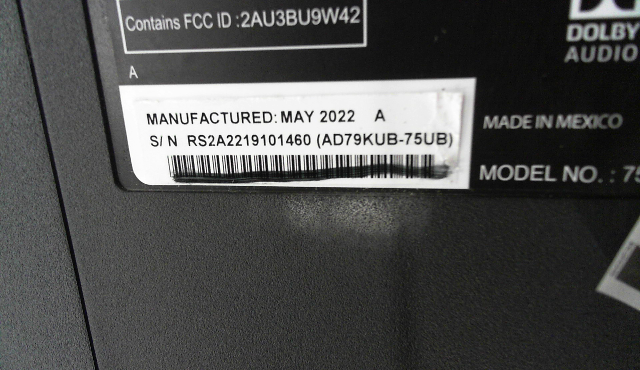 Contains FCC ID :2AU3BU9W42
DOLBY
AUDIO
A
MANUFACTURED: MAY 2022 A
S/ N RS2A2219101460 (AD79KUB-75UB)
MADE IN MEXICO
MODEL NO. : 75